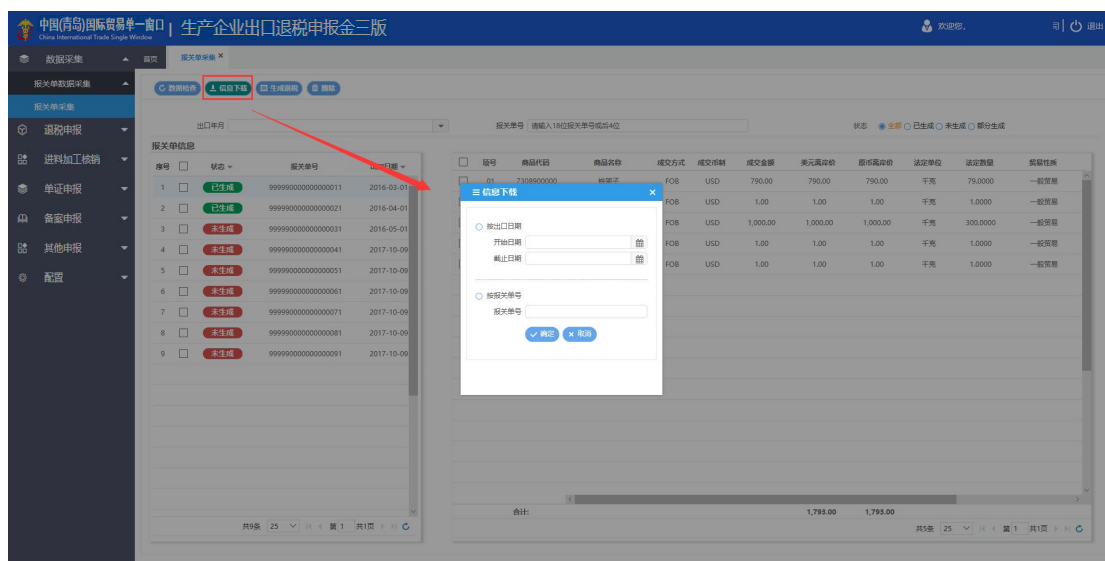 中国(青岛)国际贸易单一窗口 | 生产企业出口退税申报金三版
China International Trade Single Window
欢迎您,
司 退出
数据采集
首页 报关单采集 ×
报关单数据采集
报关单采集
退税申报
进料加工核销
单证申报
备案申报
其他申报
配置
数据检查 信息下载 生成退税 删除
出口年月
报关单号 请输入18位报关单号或后4位
状态 全部 已生成 未生成 部分生成
报关单信息
序号 状态 报关单号 日期
1 已生成 999990000000000011 2016-03-01
2 已生成 999990000000000021 2016-04-01
3 未生成 999990000000000031 2016-05-01
4 未生成 999990000000000041 2017-10-09
5 未生成 999990000000000051 2017-10-09
6 未生成 999990000000000061 2017-10-09
7 未生成 999990000000000071 2017-10-09
8 未生成 999990000000000081 2017-10-09
9 未生成 999990000000000091 2017-10-09
共9条 25 第 1 共1页
项号 商品代码 商品名称 成交方式 成交币制 成交金额 美元离岸价 原币离岸价 法定单位 法定数量 贸易性质
01 7308900000 FOB USD 790.00 790.00 790.00 千克 79.0000 一般贸易
FOB USD 1.00 1.00 1.00 千克 1.0000 一般贸易
FOB USD 1,000.00 1,000.00 1,000.00 千克 300.0000 一般贸易
FOB USD 1.00 1.00 1.00 千克 1.0000 一般贸易
FOB USD 1.00 1.00 1.00 千克 1.0000 一般贸易
合计: 1,793.00 1,793.00
共5条 25 第 1 共1页
信息下载 ×
按出口日期
开始日期
截止日期
按报关单号
报关单号
确定 取消